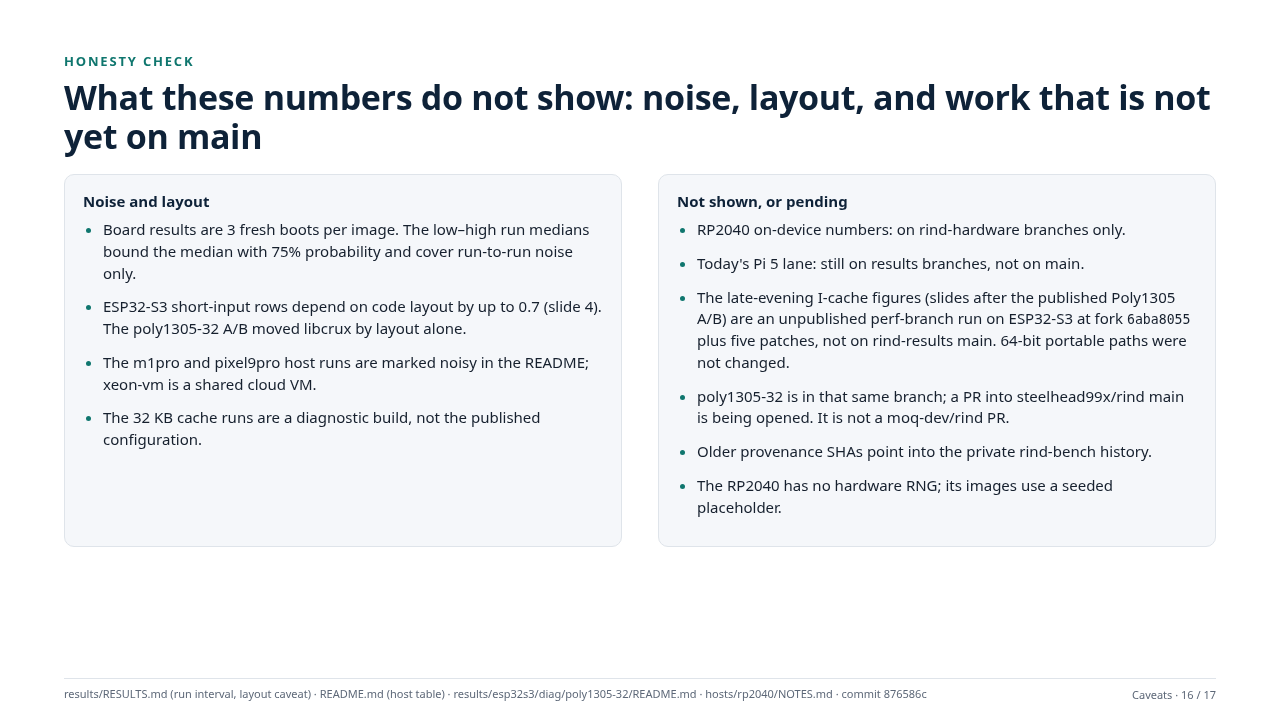 HONESTY CHECK
What these numbers do not show: noise, layout, and work that is not
yet on main
Noise and layout
• Board results are 3 fresh boots per image. The low–high run medians
bound the median with 75% probability and cover run-to-run noise
only.
• ESP32-S3 short-input rows depend on code layout by up to 0.7 (slide 4).
The poly1305-32 A/B moved libcrux by layout alone.
• The m1pro and pixel9pro host runs are marked noisy in the README;
xeon-vm is a shared cloud VM.
• The 32 KB cache runs are a diagnostic build, not the published
configuration.
Not shown, or pending
• RP2040 on-device numbers: on rind-hardware branches only.
• Today's Pi 5 lane: still on results branches, not on main.
• The late-evening I-cache figures (slides after the published Poly1305
A/B) are an unpublished perf-branch run on ESP32-S3 at fork 6aba8055
plus five patches, not on rind-results main. 64-bit portable paths were
not changed.
• poly1305-32 is in that same branch; a PR into steelhead99x/rind main
is being opened. It is not a moq-dev/rind PR.
• Older provenance SHAs point into the private rind-bench history.
• The RP2040 has no hardware RNG; its images use a seeded
placeholder.
results/RESULTS.md (run interval, layout caveat) · README.md (host table) · results/esp32s3/diag/poly1305-32/README.md · hosts/rp2040/NOTES.md · commit 876586c
Caveats · 16 / 17